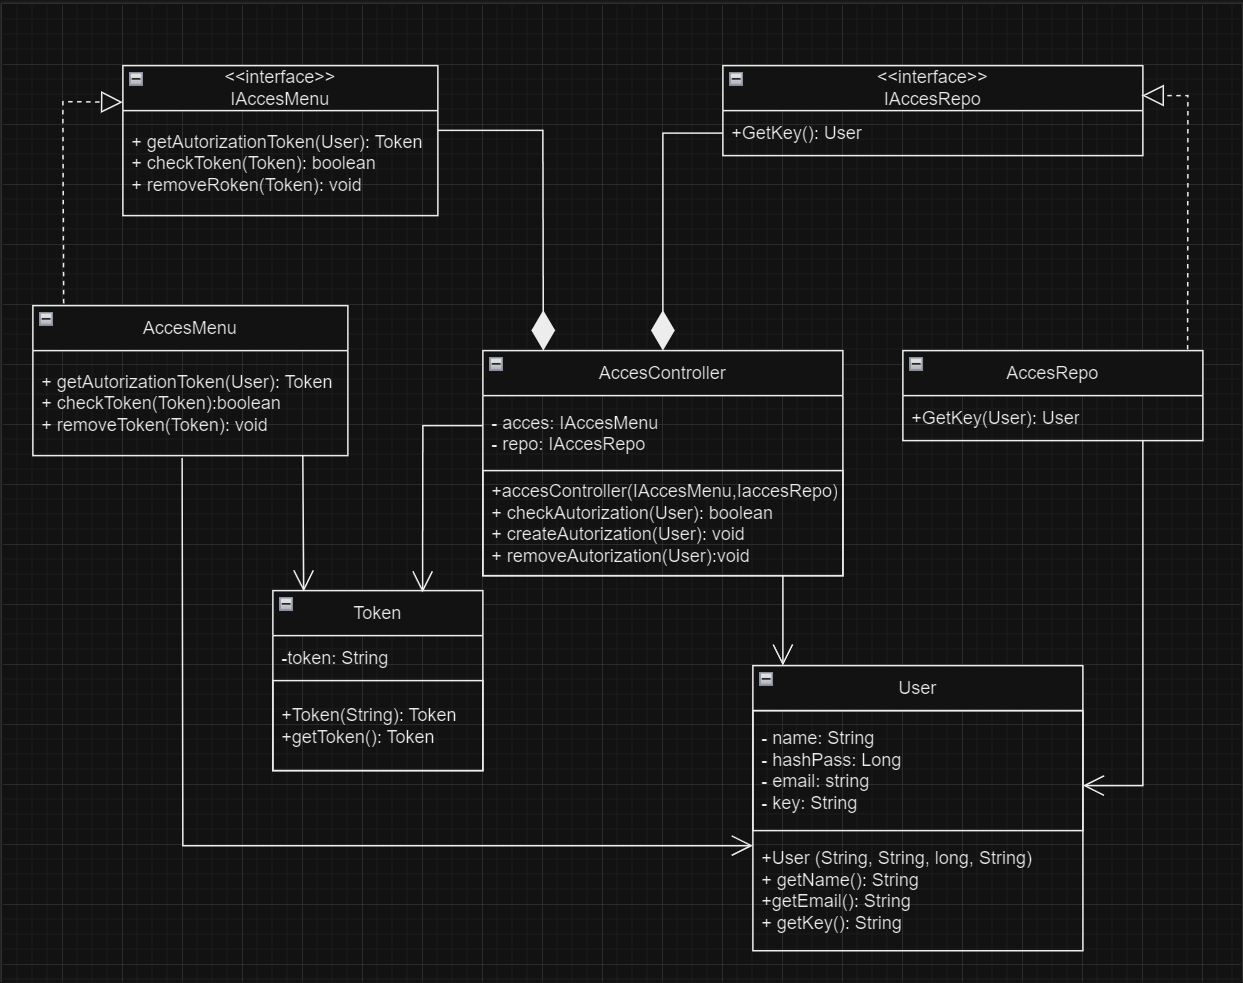 <<interface>>
IAccesMenu
+ getAutorizationToken(User): Token
+ checkToken(Token): boolean
+ removeRoken(Token): void
<<interface>>
IAccesRepo
+GetKey(): User
AccesMenu
+ getAutorizationToken(User): Token
+ checkToken(Token):boolean
+ removeToken(Token): void
AccesController
- acces: IAccesMenu
- repo: IAccesRepo
+accesController(IAccesMenu,IaccesRepo)
+ checkAutorization(User): boolean
+ createAutorization(User): void
+ removeAutorization(User):void
AccesRepo
+GetKey(User): User
Token
-token: String
+Token(String): Token
+getToken(): Token
User
- name: String
- hashPass: Long
- email: string
- key: String
+User (String, String, long, String)
+ getName(): String
+getEmail(): String
+ getKey(): String